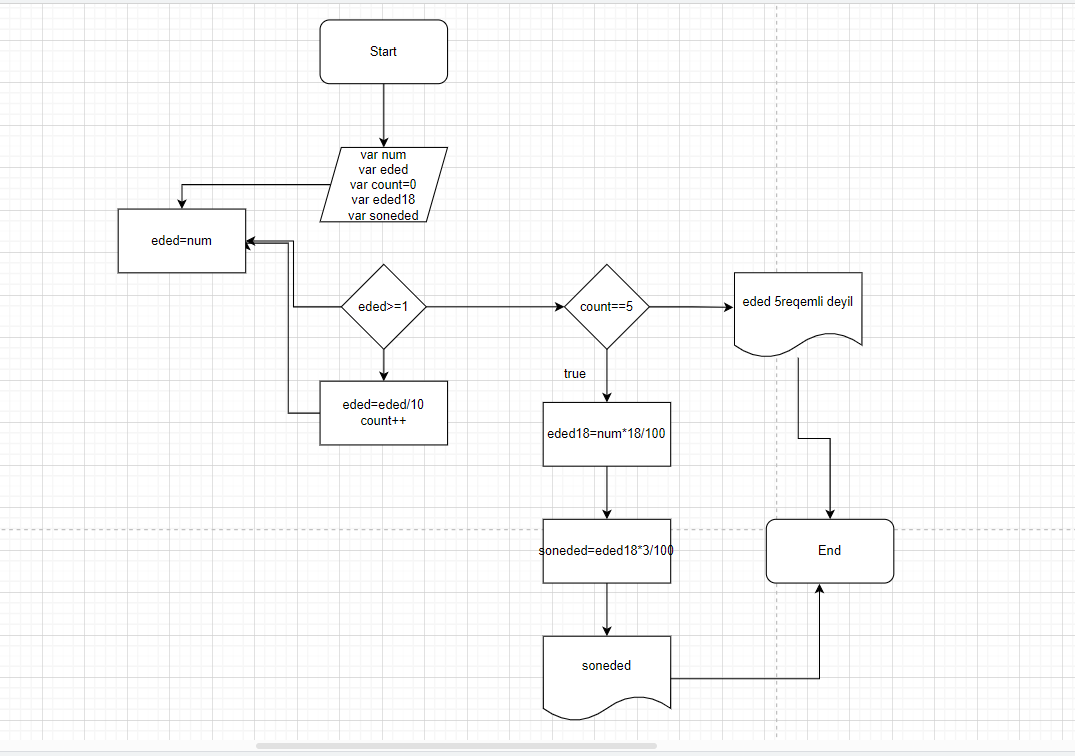 Start
var num
var eded
var count=0
var eded18
var soneded
eded=num
eded>=1
count==5
eded 5reqemli deyil
true
eded=eded/10
count++
eded18=num*18/100
soneded=eded18*3/100
End
soneded